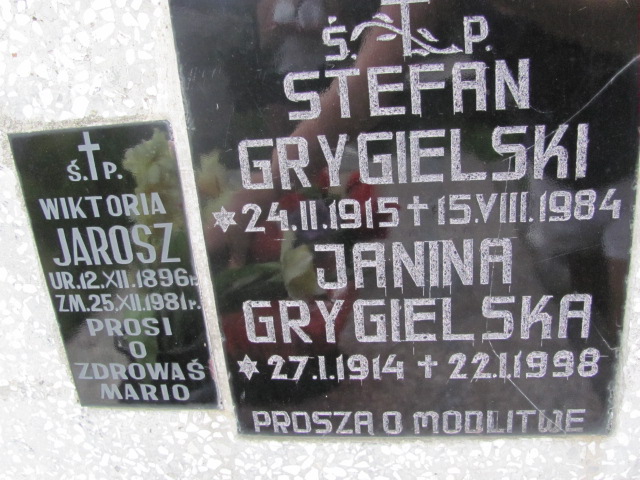 Ś. P.
WIKTORIA
JAROSZ
UR.12.XII.1896r.
ZM.25.XII.1981r.
PROSI
O
ZDROWAŚ
MARIO
Ś. P.
STEFAN
GRYGIELSKI
24.II.1915 + 15.VIII.1984
JANINA
GRYGIELSKA
27.I.1914 + 22.I.1998
PROSZĄ O MODLITWĘ